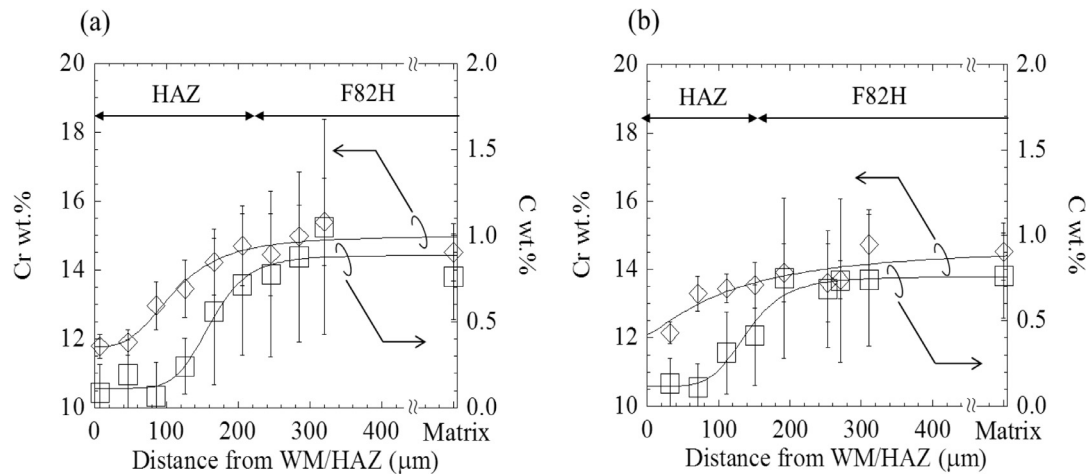 (a)
20
18
16
14
12
10
Cr wt.%
HAZ
F82H
2.0
1.5
1.0
0.5
0.0
C wt.%
0 100 200 300 400 Matrix
Distance from WM/HAZ (μm)
(b)
20
18
16
14
12
10
Cr wt.%
HAZ
F82H
2.0
1.5
1.0
0.5
0.0
C wt.%
0 100 200 300 400 Matrix
Distance from WM/HAZ (μm)